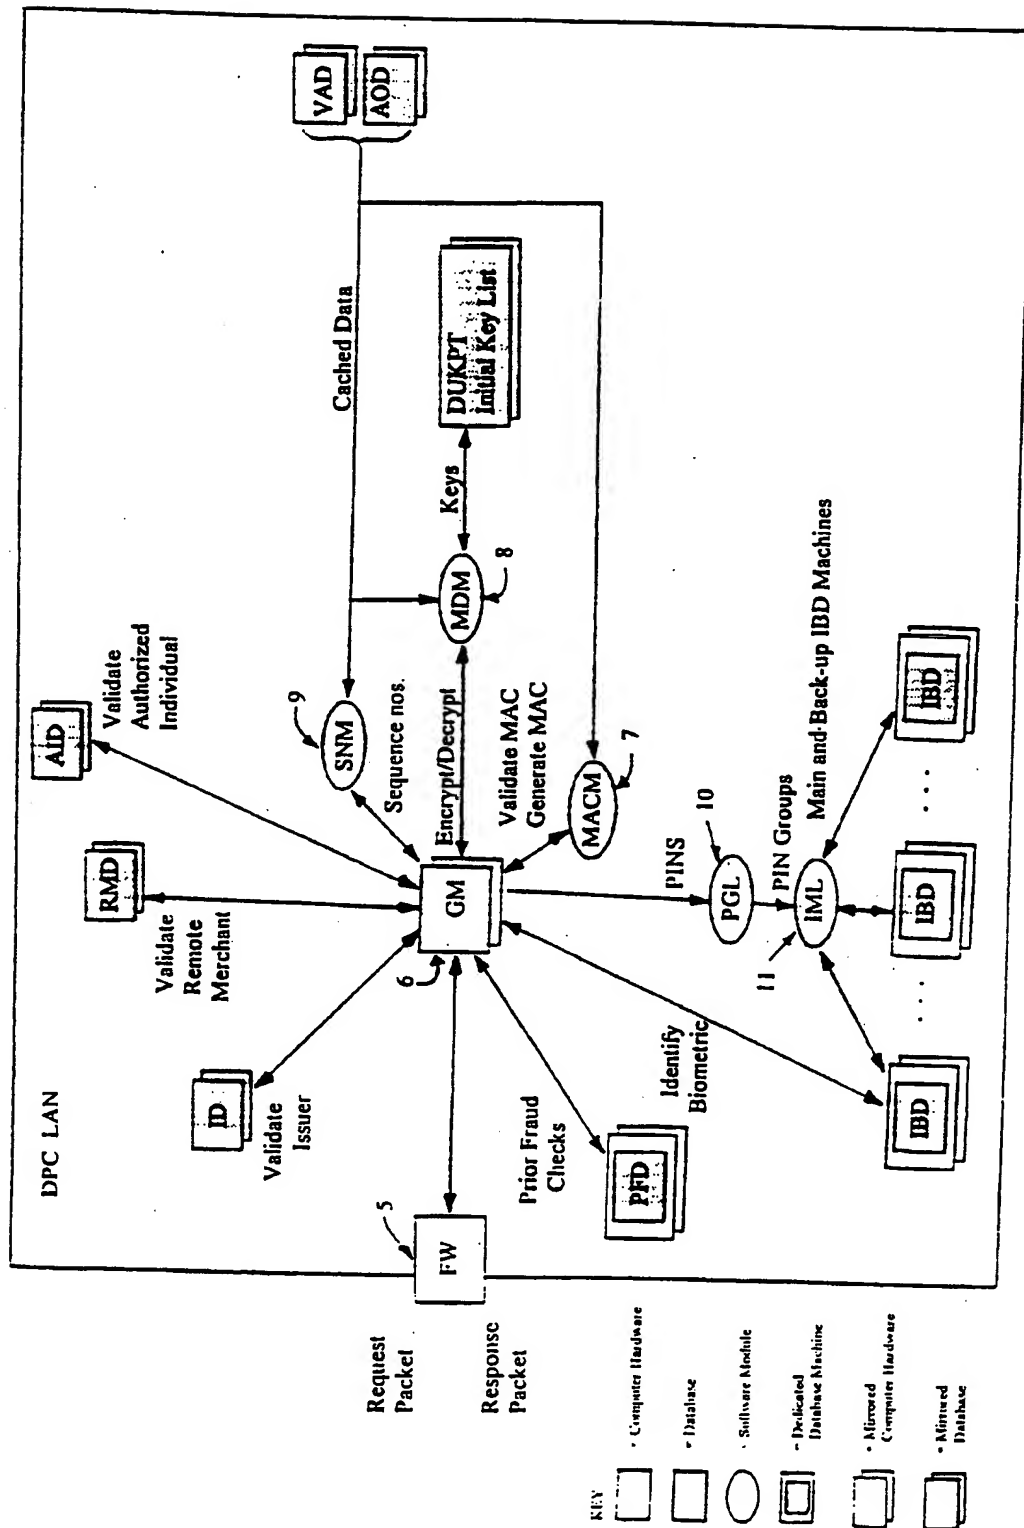 DPC LAN
ID
Validate
Issuer
RMD
Validate
Remote
Merchant
AID
Validate
Authorized
Individual
VAD
AOD
Cached Data
SNM
9
Sequence nos.
MDM
8
Keys
DUKPT
Initial Key List
Encrypt/Decrypt
Validate MAC
Generate MAC
MACM
7
GM
6
FW
5
Request
Packet
Response
Packet
Prior Fraud
Checks
PFD
Identify
Biometric
PINS
PGL
10
PIN Groups
IML
11
Main and Back-up IBD Machines
IBD
. . . .
IBD
. . . .
IBD
KEY
- Computer Hardware
- Database
- Software Module
- Dedicated
Database Machine
- Mirrored
Computer Hardware
- Mirrored
Database